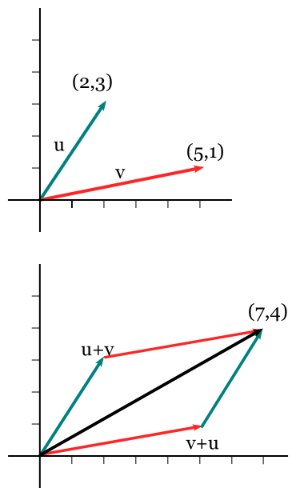 (2,3)
u
(5,1)
v
(7,4)
u+v
v+u